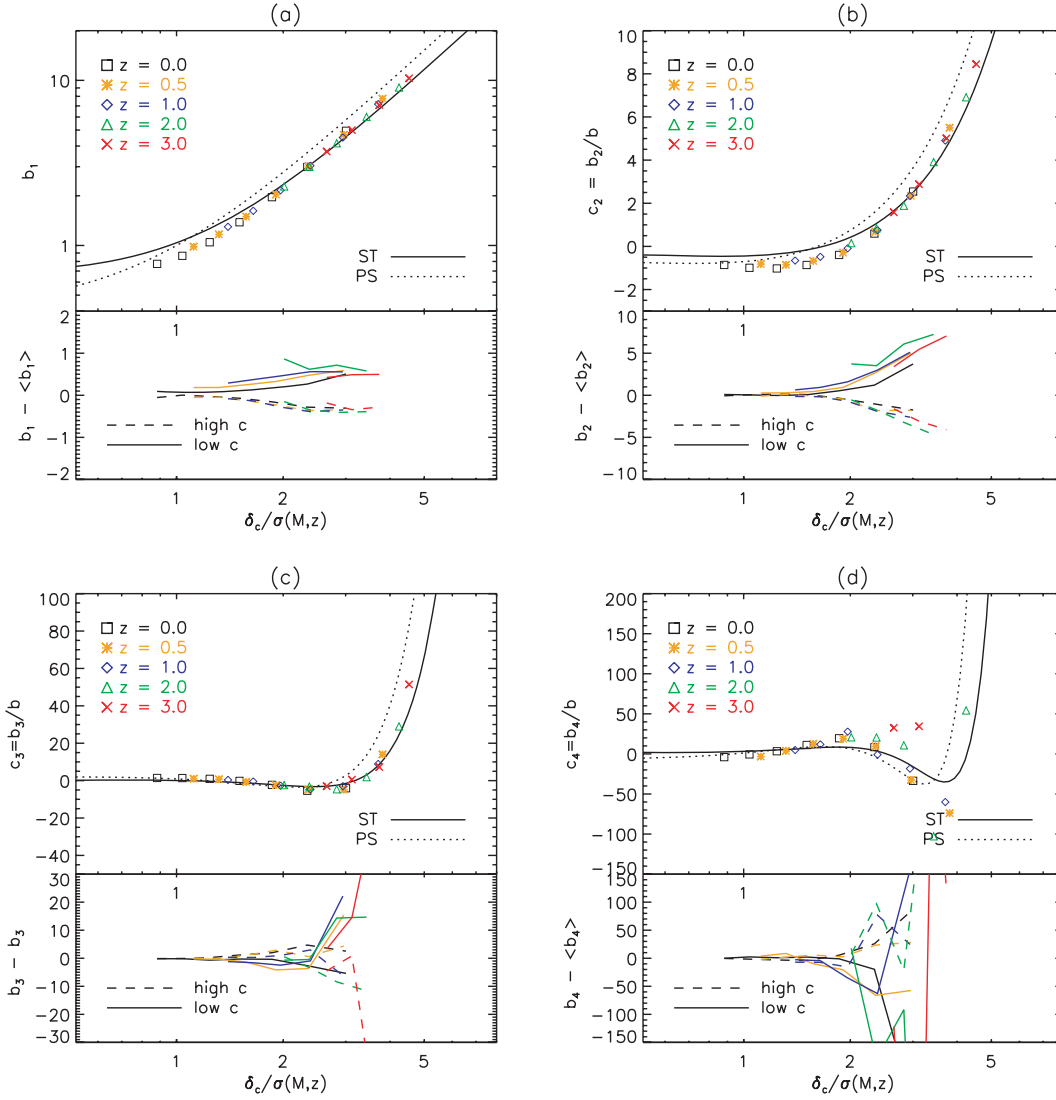 (a)
10
1
b₁
z = 0.0
z = 0.5
z = 1.0
z = 2.0
z = 3.0
ST
PS
2
1
0
-1
-2
b₁ - <b₁>
1
high c
low c
1 2 5
δ_c/σ(M,z)
(b)
10
8
6
4
2
0
-2
c₂ = b₂/b
z = 0.0
z = 0.5
z = 1.0
z = 2.0
z = 3.0
ST
PS
10
5
0
-5
-10
b₂ - <b₂>
1
high c
low c
1 2 5
δ_c/σ(M,z)
(c)
100
80
60
40
20
0
-20
-40
c₃=b₃/b
z = 0.0
z = 0.5
z = 1.0
z = 2.0
z = 3.0
ST
PS
30
20
10
0
-10
-20
-30
b₃ - b₃
1
high c
low c
1 2 5
δ_c/σ(M,z)
(d)
200
150
100
50
0
-50
-100
-150
c₄=b₄/b
z = 0.0
z = 0.5
z = 1.0
z = 2.0
z = 3.0
ST
PS
150
100
50
0
-50
-100
-150
b₄ - <b₄>
1
high c
low c
1 2 5
δ_c/σ(M,z)